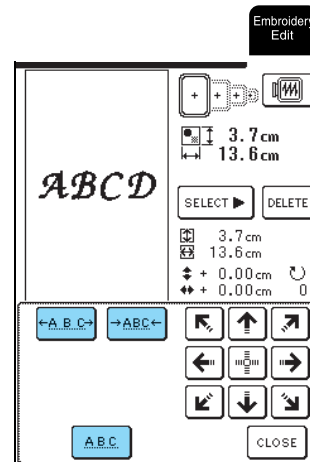 Embroidery
Edit
3.7cm
13.6cm
ABCD
SELECT ▶ DELETE
3.7cm
13.6cm
+ 0.00cm
+ 0.00cm 0
←A B C→ →ABC←
ABC CLOSE